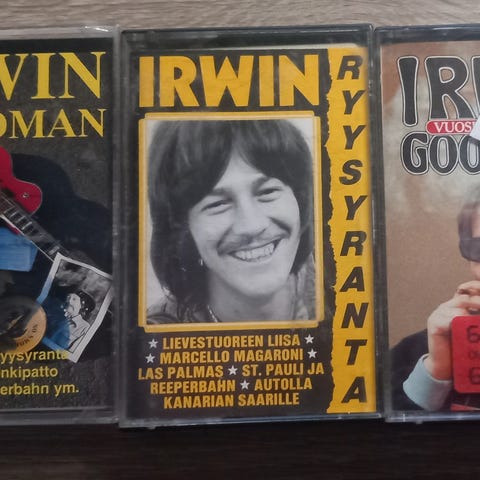 WIN
DMAN
yysyranta
nkipatto
erbahn ym.
IRWIN
RYYSYRANTA
★ LIEVESTUOREEN LIISA ★
★ MARCELLO MAGARONI ★
LAS PALMAS ★ ST. PAULI JA
REEPERBAHN ★ AUTOLLA
KANARIAN SAARILLE
IR
VUOS
GOO